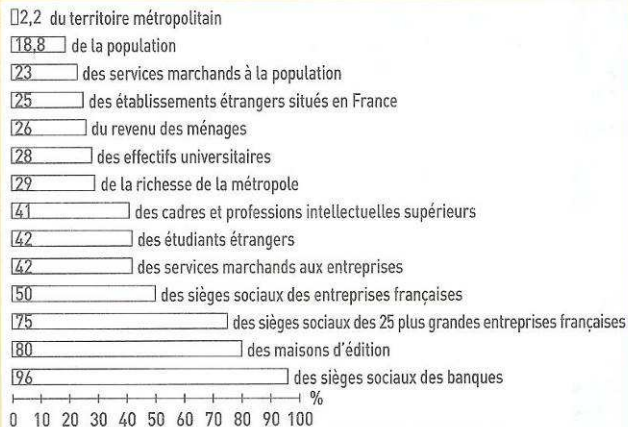 2,2 du territoire métropolitain
18,8 de la population
23 des services marchands à la population
25 des établissements étrangers situés en France
26 du revenu des ménages
28 des effectifs universitaires
29 de la richesse de la métropole
41 des cadres et professions intellectuelles supérieurs
42 des étudiants étrangers
42 des services marchands aux entreprises
50 des sièges sociaux des entreprises françaises
75 des sièges sociaux des 25 plus grandes entreprises françaises
80 des maisons d'édition
96 des sièges sociaux des banques
%
0 10 20 30 40 50 60 70 80 90 100